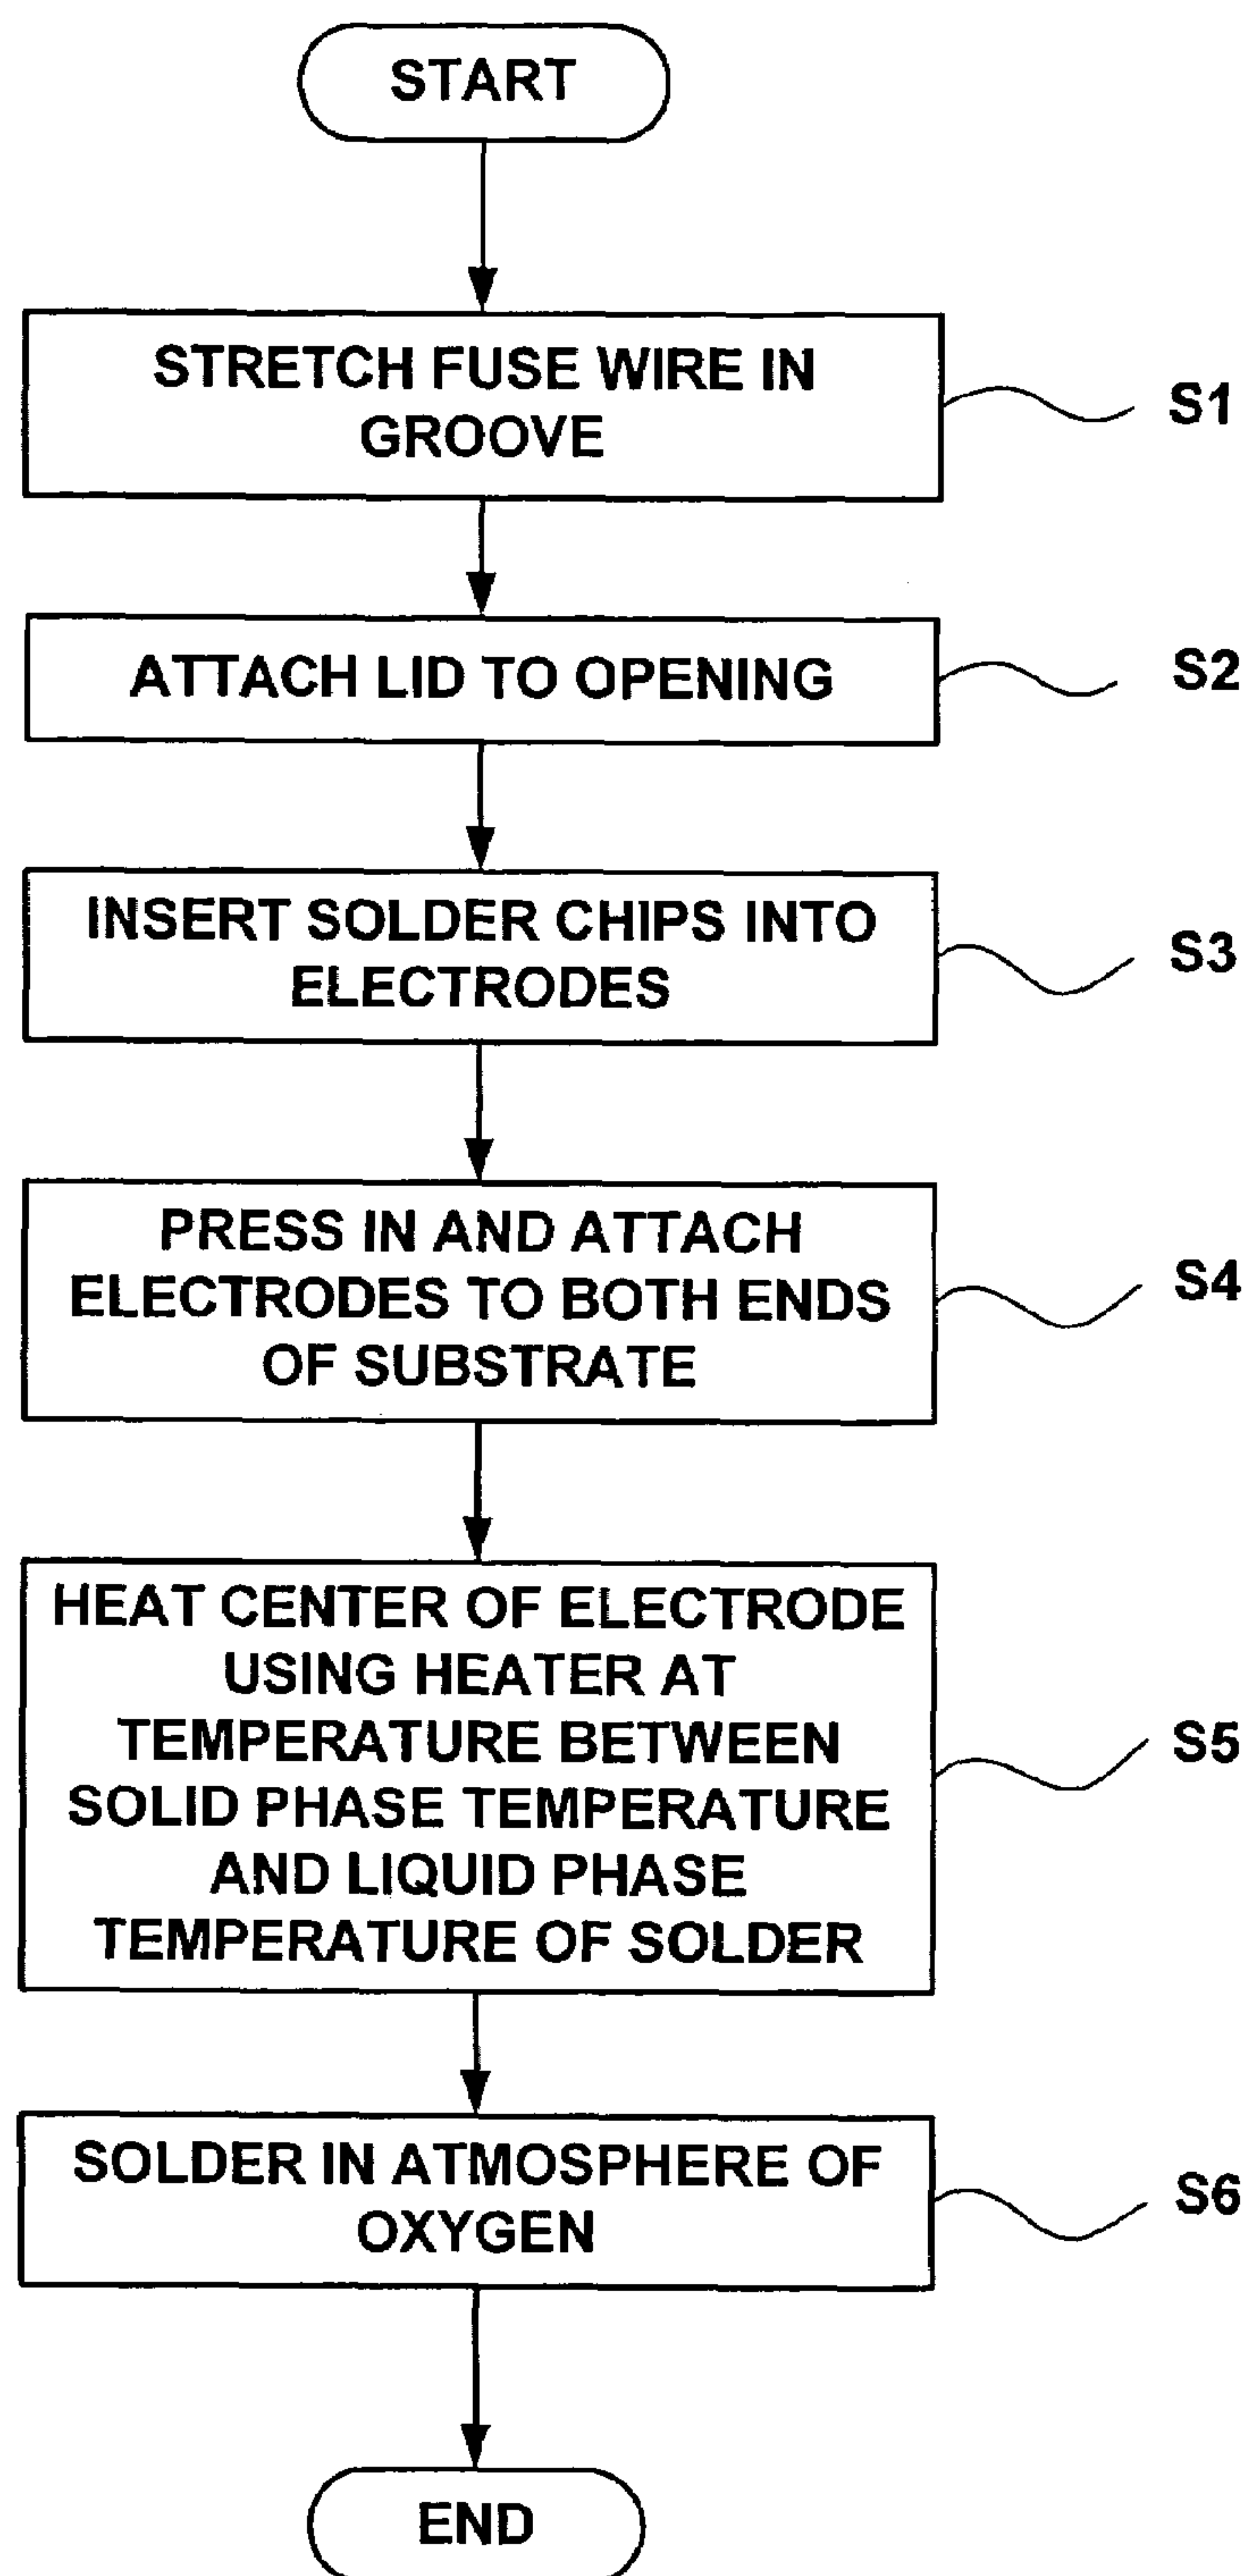 START
STRETCH FUSE WIRE IN
GROOVE
S1
ATTACH LID TO OPENING
S2
INSERT SOLDER CHIPS INTO
ELECTRODES
S3
PRESS IN AND ATTACH
ELECTRODES TO BOTH ENDS
OF SUBSTRATE
S4
HEAT CENTER OF ELECTRODE
USING HEATER AT
TEMPERATURE BETWEEN
SOLID PHASE TEMPERATURE
AND LIQUID PHASE
TEMPERATURE OF SOLDER
S5
SOLDER IN ATMOSPHERE OF
OXYGEN
S6
END